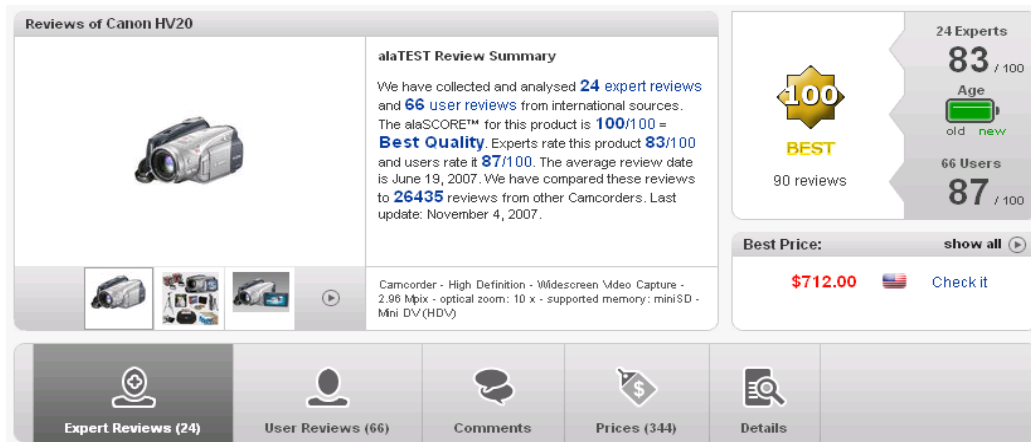 Reviews of Canon HV20
alaTEST Review Summary
We have collected and analysed 24 expert reviews
and 66 user reviews from international sources.
The alaSCORE™ for this product is 100/100 =
Best Quality. Experts rate this product 83/100
and users rate it 87/100. The average review date
is June 19, 2007. We have compared these reviews
to 26435 reviews from other Camcorders. Last
update: November 4, 2007.
Camcorder - High Definition - Widescreen Video Capture -
2.96 Mpix - optical zoom: 10 x - supported memory: miniSD -
Mini DV (HDV)
100
BEST
90 reviews
24 Experts
83 / 100
Age
old new
66 Users
87 / 100
Best Price: show all
$712.00 Check it
Expert Reviews (24) User Reviews (66) Comments Prices (344) Details